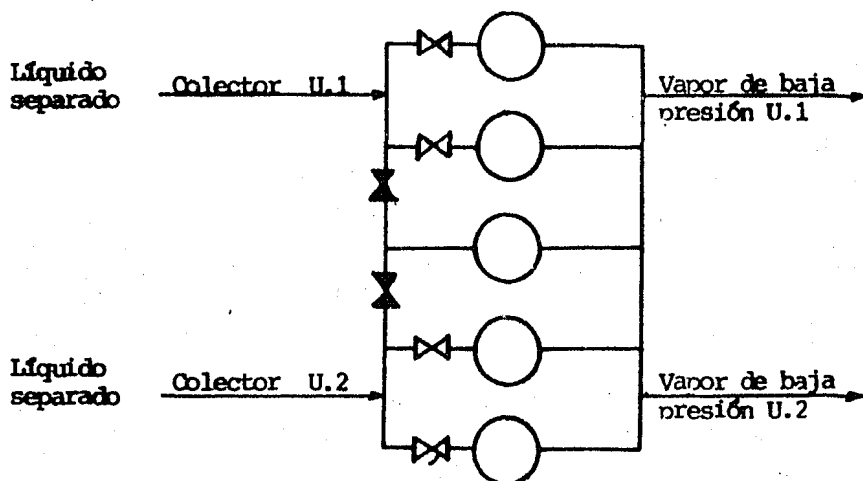 Líquido
separado
Colector U.1
Vapor de baja
presión U.1
Líquido
separado
Colector U.2
Vapor de baja
presión U.2